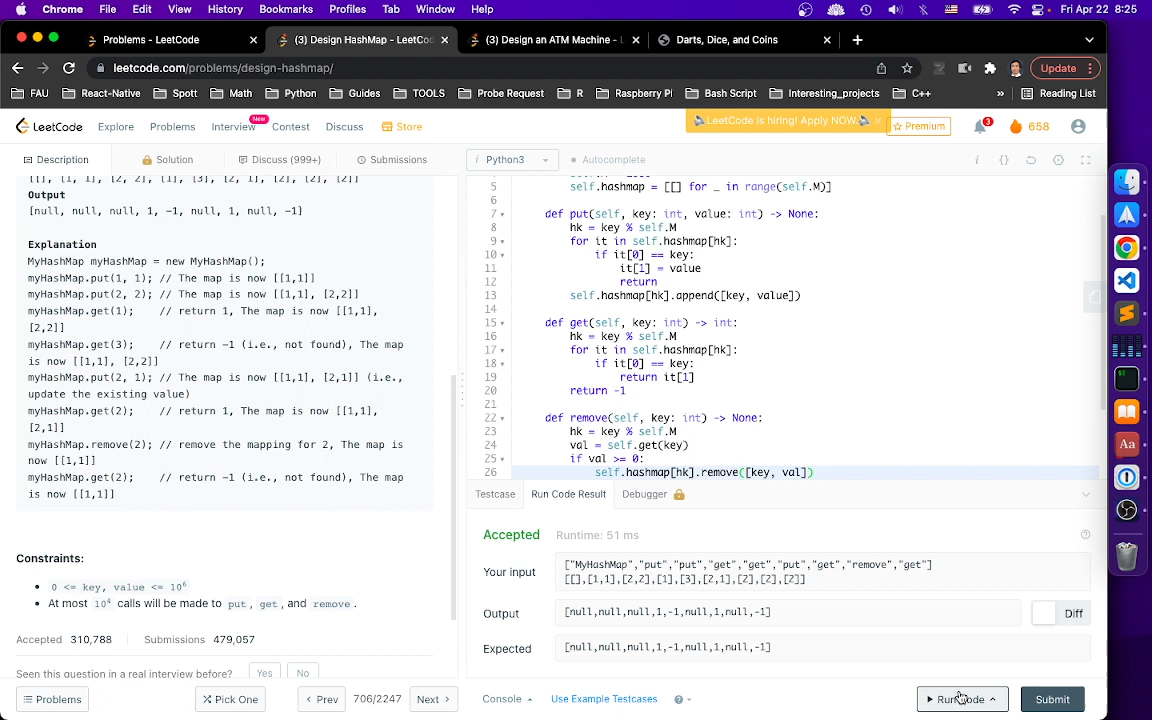 Chrome File Edit View History Bookmarks Profiles Tab Window Help Fri Apr 22 8:25
Problems - LeetCode
(3) Design HashMap - LeetCod
(3) Design an ATM Machine - L
Darts, Dice, and Coins
leetcode.com/problems/design-hashmap/
Update
FAU React-Native Spott Math Python Guides TOOLS Probe Request R Raspberry Pi Bash Script Interesting_projects C++ » Reading List
LeetCode Explore Problems Interview New Contest Discuss Store
LeetCode is hiring! Apply NOW.
Premium 3 658
Description Solution Discuss (999+) Submissions
Python3 Autocomplete
Output
[null, null, null, 1, -1, null, 1, null, -1]
Explanation
MyHashMap myHashMap = new MyHashMap();
myHashMap.put(1, 1); // The map is now [[1,1]]
myHashMap.put(2, 2); // The map is now [[1,1], [2,2]]
myHashMap.get(1);    // return 1, The map is now [[1,1],
[2,2]]
myHashMap.get(3);    // return -1 (i.e., not found), The map
is now [[1,1], [2,2]]
myHashMap.put(2, 1); // The map is now [[1,1], [2,1]] (i.e.,
update the existing value)
myHashMap.get(2);    // return 1, The map is now [[1,1],
[2,1]]
myHashMap.remove(2); // remove the mapping for 2, The map is
now [[1,1]]
myHashMap.get(2);    // return -1 (i.e., not found), The map
is now [[1,1]]
Constraints:
• 0 <= key, value <= 10⁶
• At most 10⁴ calls will be made to put, get, and remove.
Accepted 310,788 Submissions 479,057
Seen this question in a real interview before? Yes No
5 self.hashmap = [[] for _ in range(self.M)]
6
7 def put(self, key: int, value: int) -> None:
8 hk = key % self.M
9 for it in self.hashmap[hk]:
10 if it[0] == key:
11 it[1] = value
12 return
13 self.hashmap[hk].append([key, value])
14
15 def get(self, key: int) -> int:
16 hk = key % self.M
17 for it in self.hashmap[hk]:
18 if it[0] == key:
19 return it[1]
20 return -1
21
22 def remove(self, key: int) -> None:
23 hk = key % self.M
24 val = self.get(key)
25 if val >= 0:
26 self.hashmap[hk].remove([key, val])
Testcase Run Code Result Debugger
Accepted Runtime: 51 ms
Your input
["MyHashMap","put","put","get","get","put","get","remove","get"]
[[],[1,1],[2,2],[1],[3],[2,1],[2],[2],[2]]
Output [null,null,null,1,-1,null,1,null,-1] Diff
Expected [null,null,null,1,-1,null,1,null,-1]
Problems Pick One Prev 706/2247 Next
Console Use Example Testcases Run Code Submit
Aa